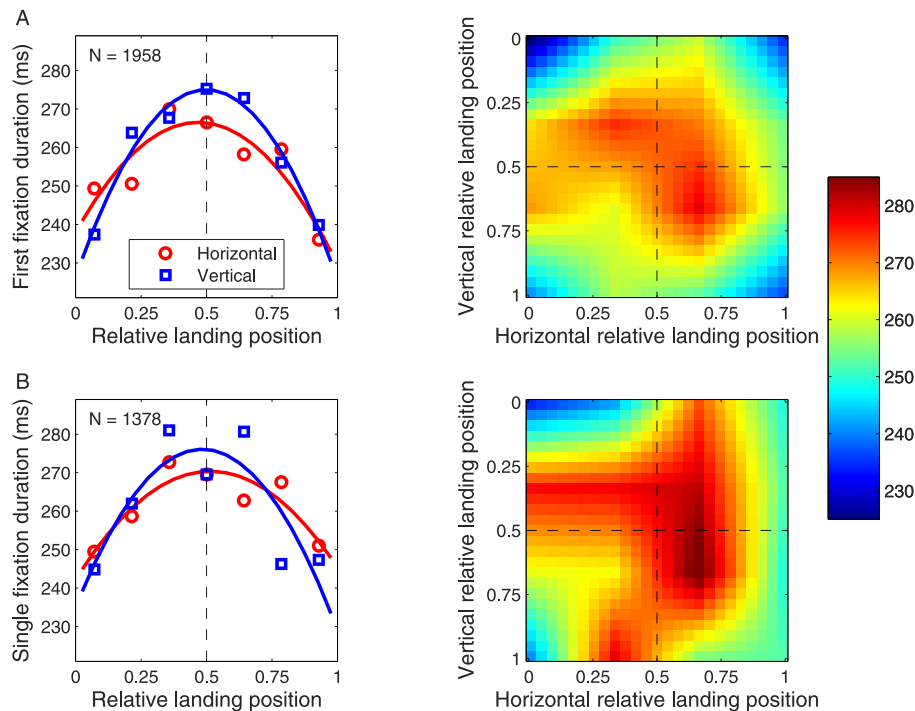 A
First fixation duration (ms)
280
270
260
250
240
230
N = 1958
Horizontal
Vertical
0 0.25 0.5 0.75 1
Relative landing position
Vertical relative landing position
0
0.25
0.5
0.75
1
0 0.25 0.5 0.75 1
Horizontal relative landing position
B
Single fixation duration (ms)
280
270
260
250
240
230
N = 1378
0 0.25 0.5 0.75 1
Relative landing position
Vertical relative landing position
0
0.25
0.5
0.75
1
0 0.25 0.5 0.75 1
Horizontal relative landing position
280
270
260
250
240
230